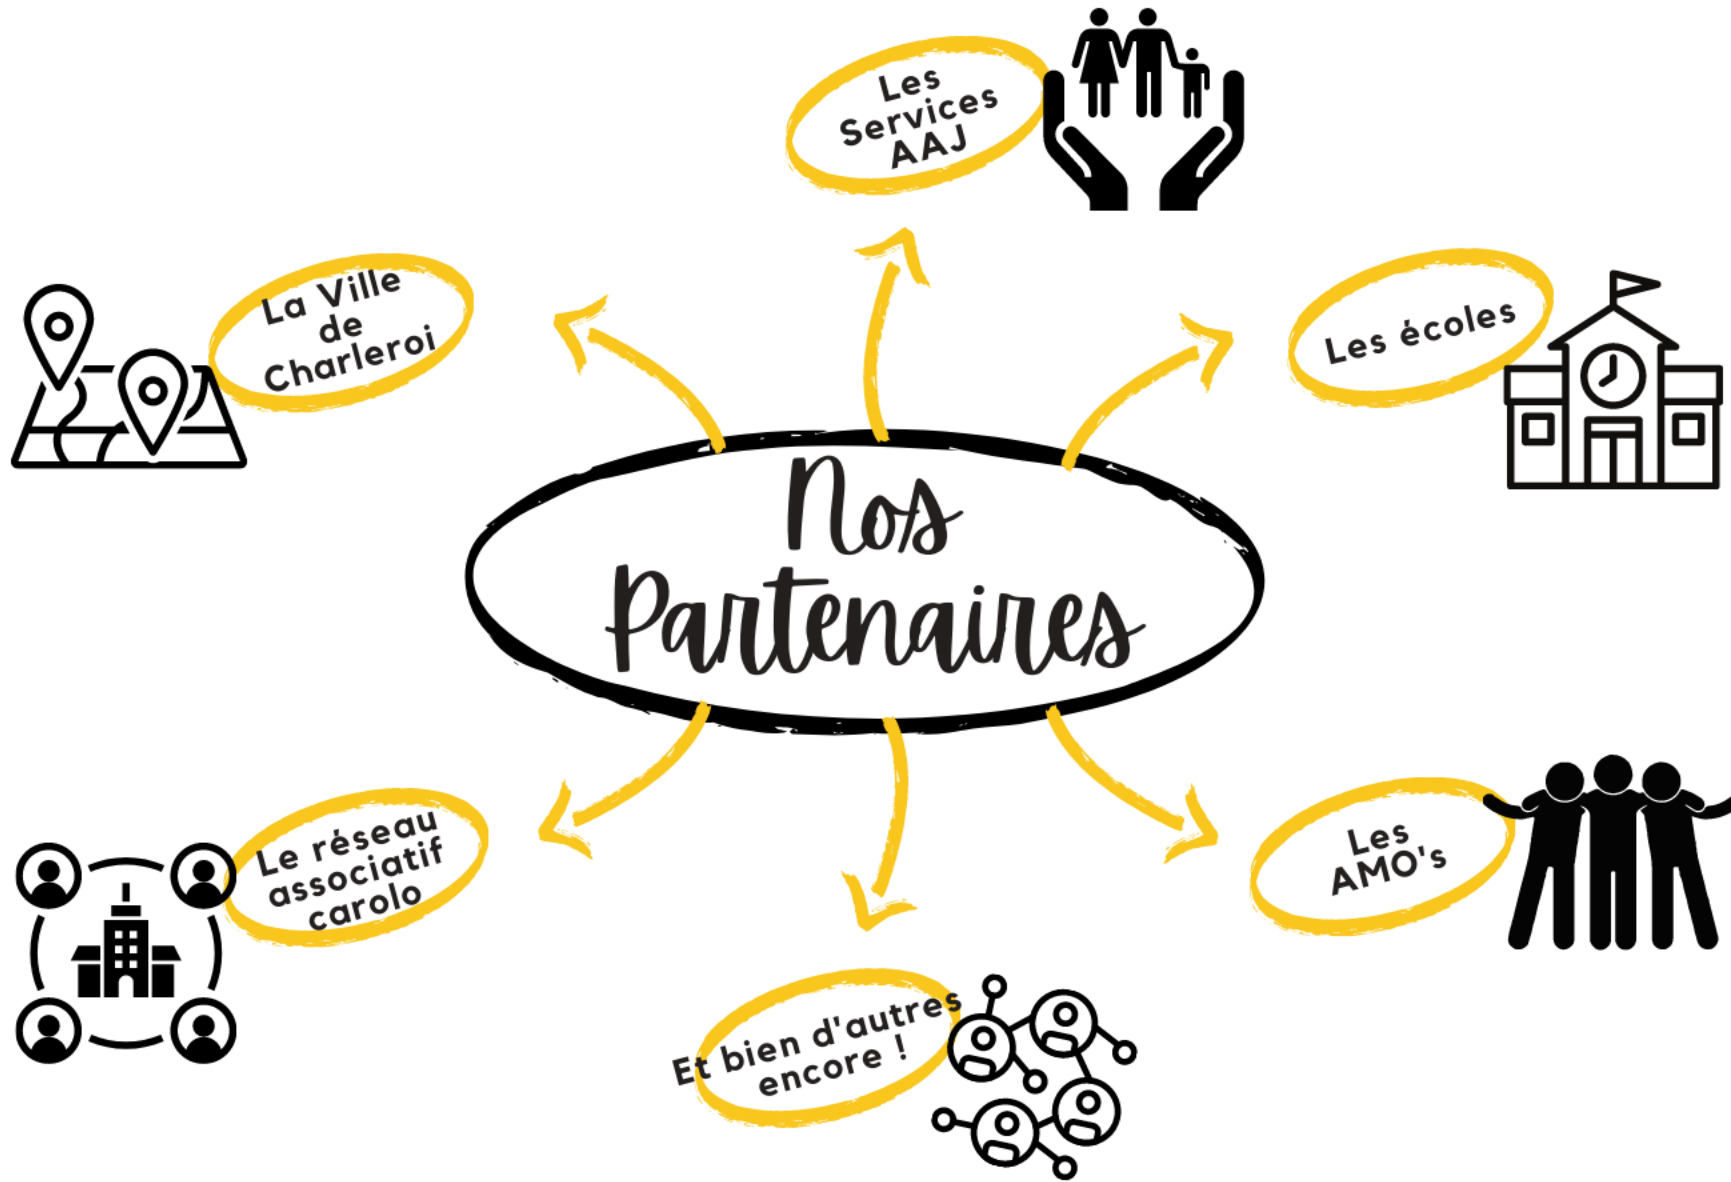 Les
Services
AAJ
La Ville
de
Charleroi
Les écoles
Nos
Partenaires
Le réseau
associatif
carolo
Les
AMO's
Et bien d'autres
encore !